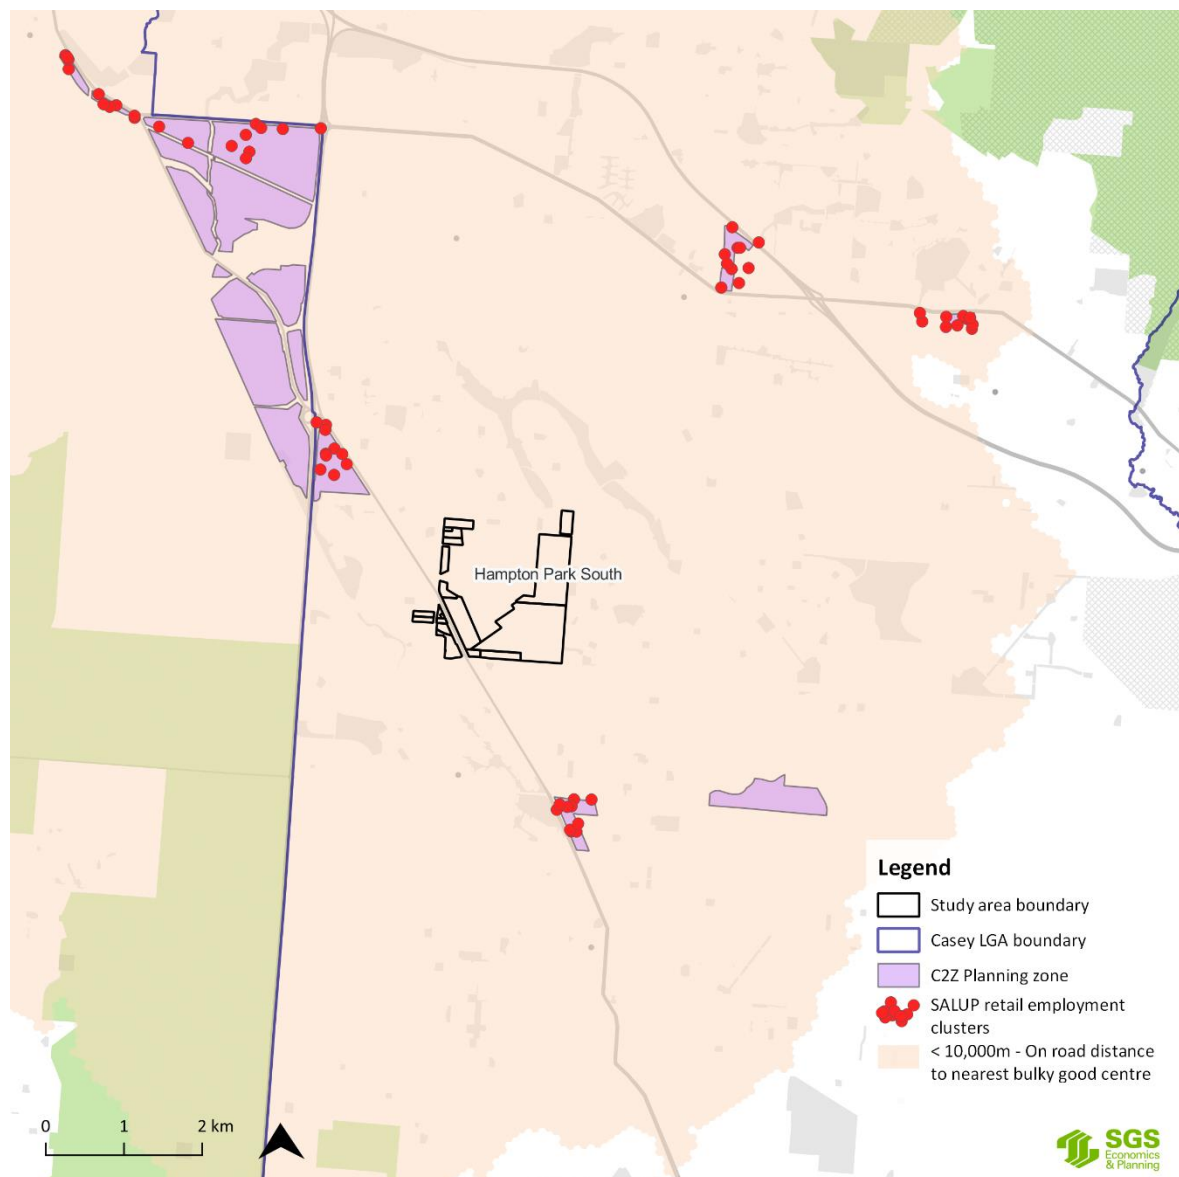 Hampton Park South
Legend
Study area boundary
Casey LGA boundary
C2Z Planning zone
SALUP retail employment
clusters
< 10,000m - On road distance
to nearest bulky good centre
0 1 2 km
SGS
Economics
& Planning